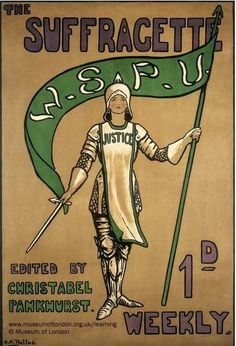 THE
SUFFRAGETTE
W.S.P.U.
JUSTICE
EDITED BY
CHRISTABEL
PANKHURST.
1D
WEEKLY.
www.museumoflondon.org.uk/learning
© Museum of London